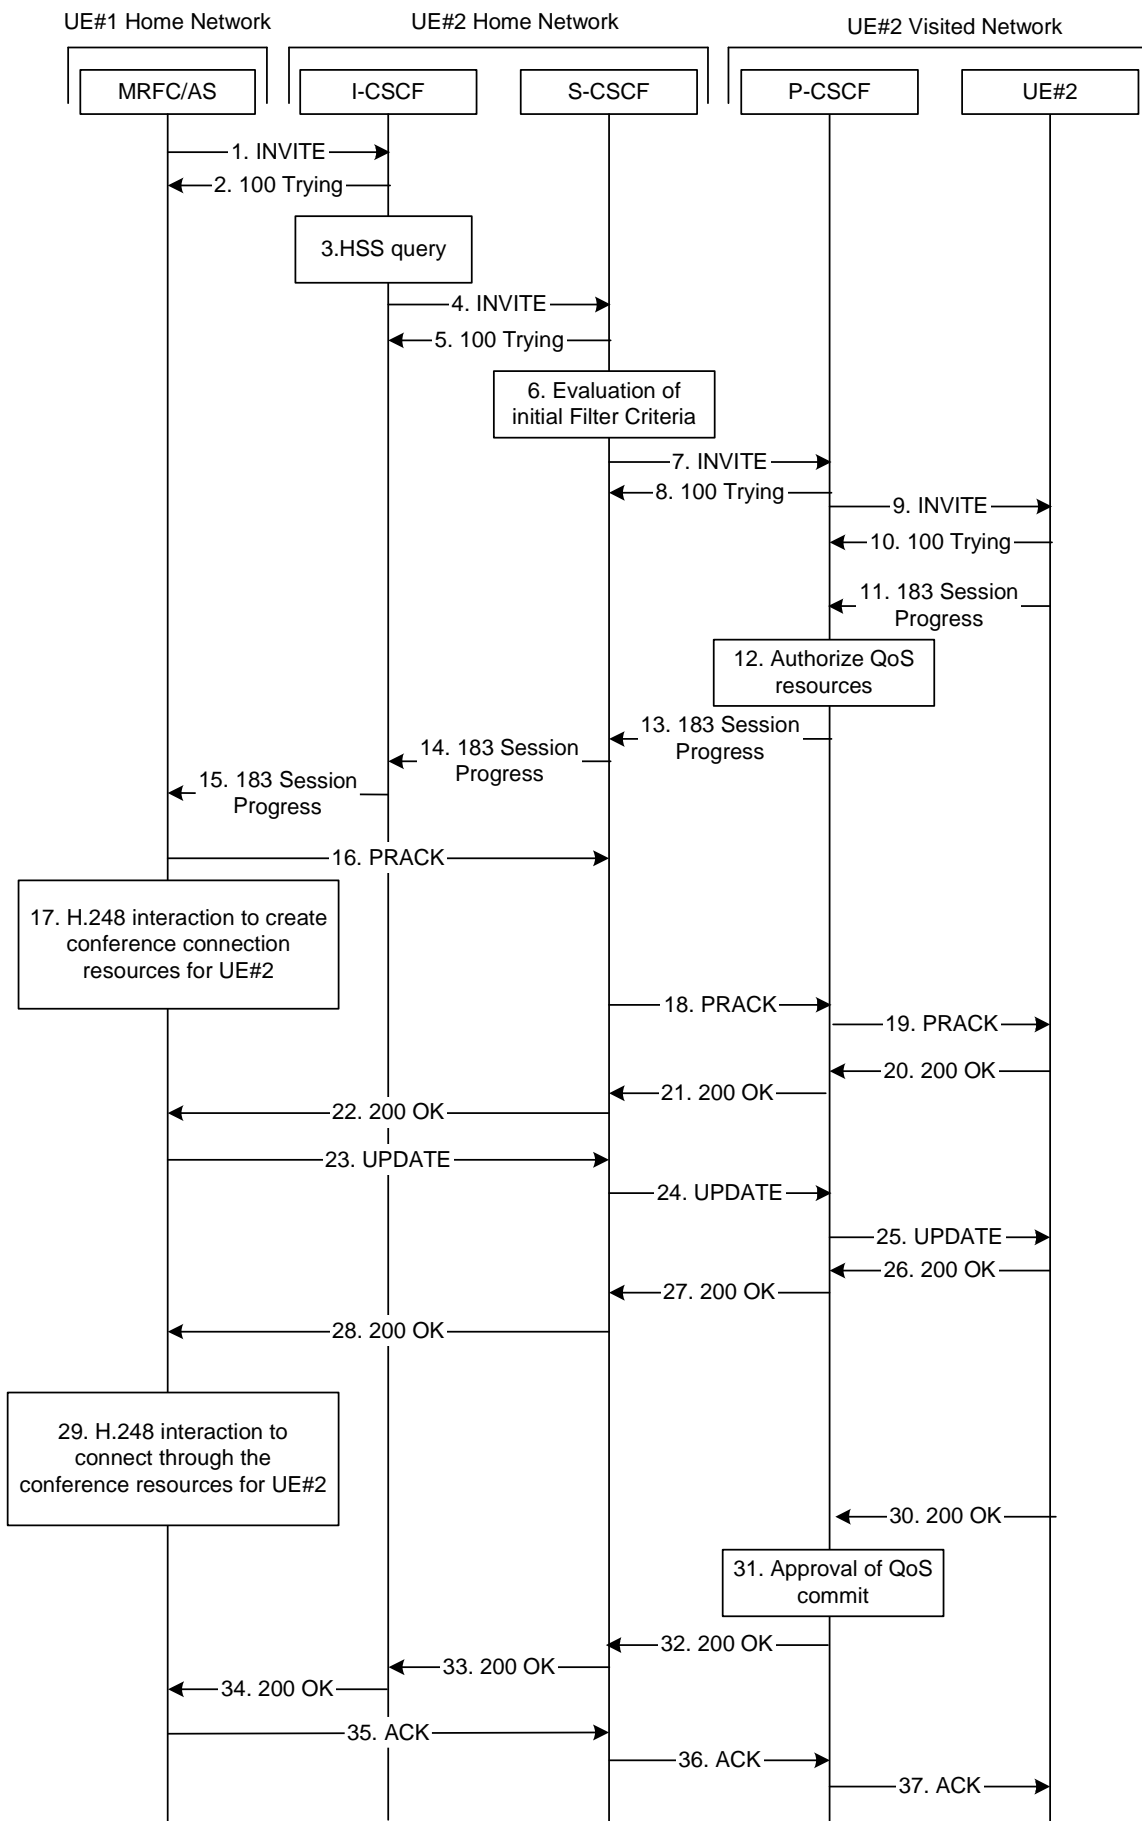 UE#1 Home Network
UE#2 Home Network
UE#2 Visited Network
MRFC/AS
I-CSCF
S-CSCF
P-CSCF
UE#2
1. INVITE
2. 100 Trying
3.HSS query
4. INVITE
5. 100 Trying
6. Evaluation of
initial Filter Criteria
7. INVITE
8. 100 Trying
9. INVITE
10. 100 Trying
11. 183 Session
Progress
12. Authorize QoS
resources
13. 183 Session
Progress
14. 183 Session
Progress
15. 183 Session
Progress
16. PRACK
17. H.248 interaction to create
conference connection
resources for UE#2
18. PRACK
19. PRACK
20. 200 OK
21. 200 OK
22. 200 OK
23. UPDATE
24. UPDATE
25. UPDATE
26. 200 OK
27. 200 OK
28. 200 OK
29. H.248 interaction to
connect through the
conference resources for UE#2
30. 200 OK
31. Approval of QoS
commit
32. 200 OK
33. 200 OK
34. 200 OK
35. ACK
36. ACK
37. ACK